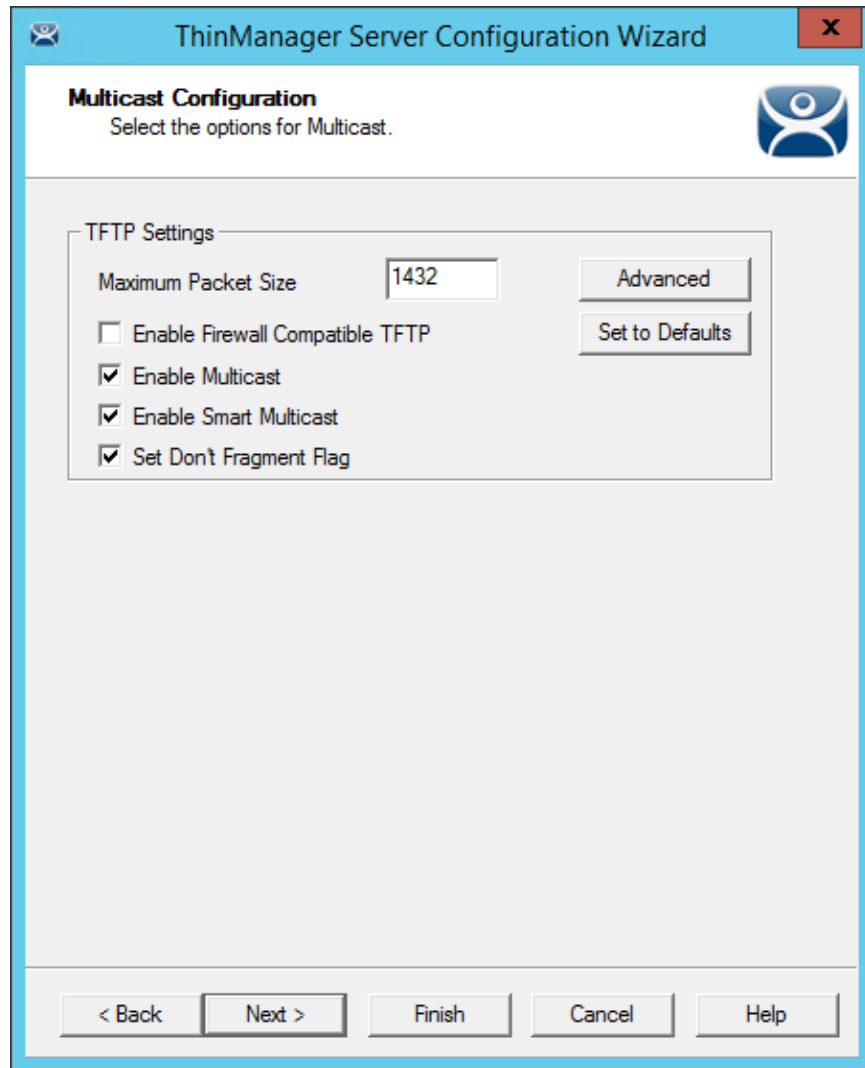 ThinManager Server Configuration Wizard
x
Multicast Configuration
Select the options for Multicast.
TFTP Settings
Maximum Packet Size 1432 Advanced
Enable Firewall Compatible TFTP Set to Defaults
Enable Multicast
Enable Smart Multicast
Set Don't Fragment Flag
< Back Next > Finish Cancel Help